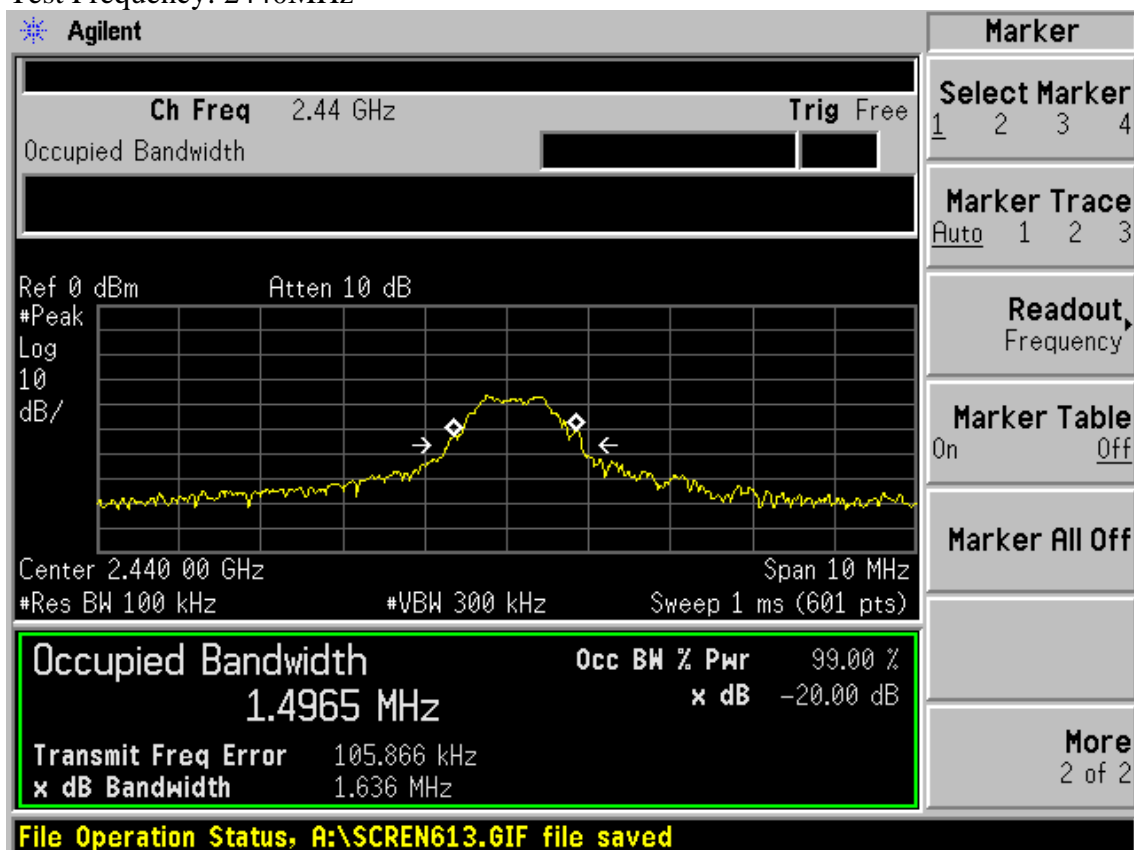 Test Frequency: 2440MHz
Agilent
Marker
Ch Freq 2.44 GHz Trig Free
Occupied Bandwidth
Select Marker
1 2 3 4
Marker Trace
Auto 1 2 3
Readout
Frequency
Marker Table
On Off
Marker All Off
More
2 of 2
Ref 0 dBm Atten 10 dB
#Peak
Log
10
dB/
Center 2.440 00 GHz Span 10 MHz
#Res BW 100 kHz #VBW 300 kHz Sweep 1 ms (601 pts)
Occupied Bandwidth
1.4965 MHz
Occ BW % Pwr 99.00 %
x dB -20.00 dB
Transmit Freq Error 105.866 kHz
x dB Bandwidth 1.636 MHz
File Operation Status, A:\SCREN613.GIF file saved